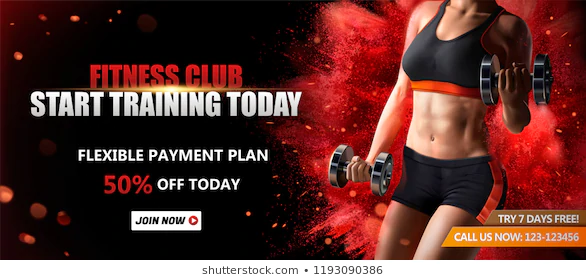 FITNESS CLUB
START TRAINING TODAY
FLEXIBLE PAYMENT PLAN
50% OFF TODAY
JOIN NOW
TRY 7 DAYS FREE!
CALL US NOW: 123-123456
shutterstock.com • 1193090386